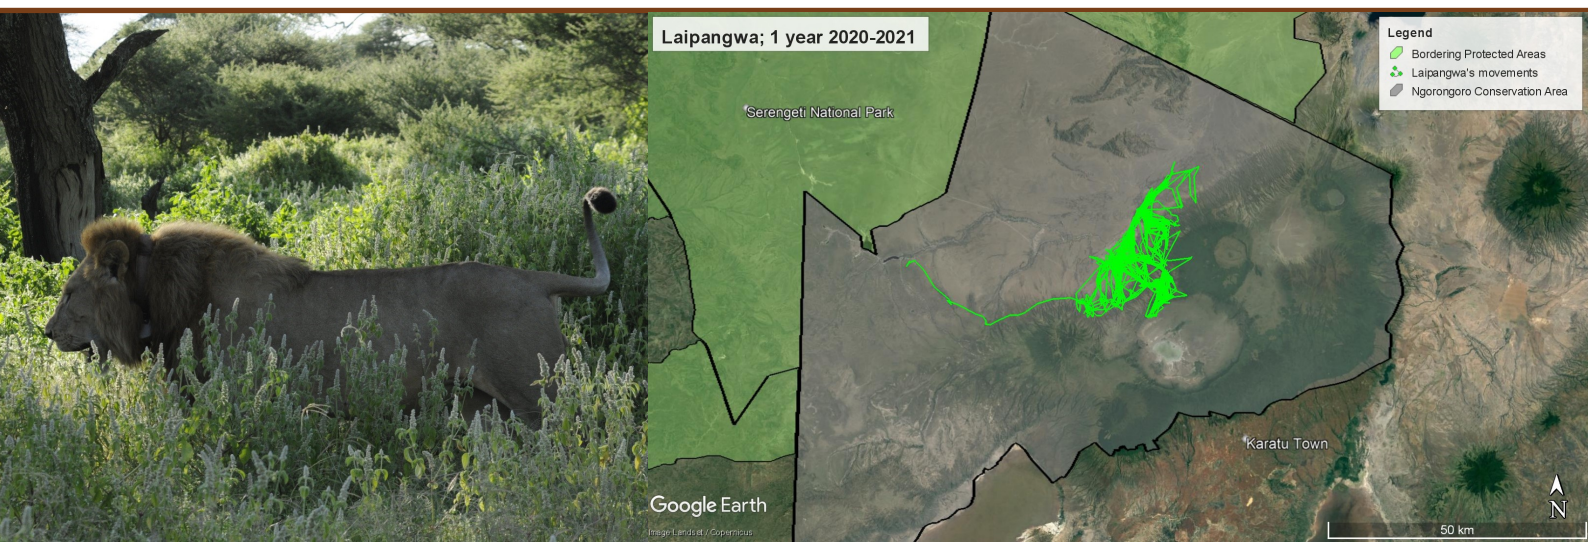 Laipangwa; 1 year 2020-2021
Legend
Bordering Protected Areas
Laipangwa's movements
Ngorongoro Conservation Area
Serengeti National Park
Karatu Town
Google Earth
Image Landsat / Copernicus
N
50 km